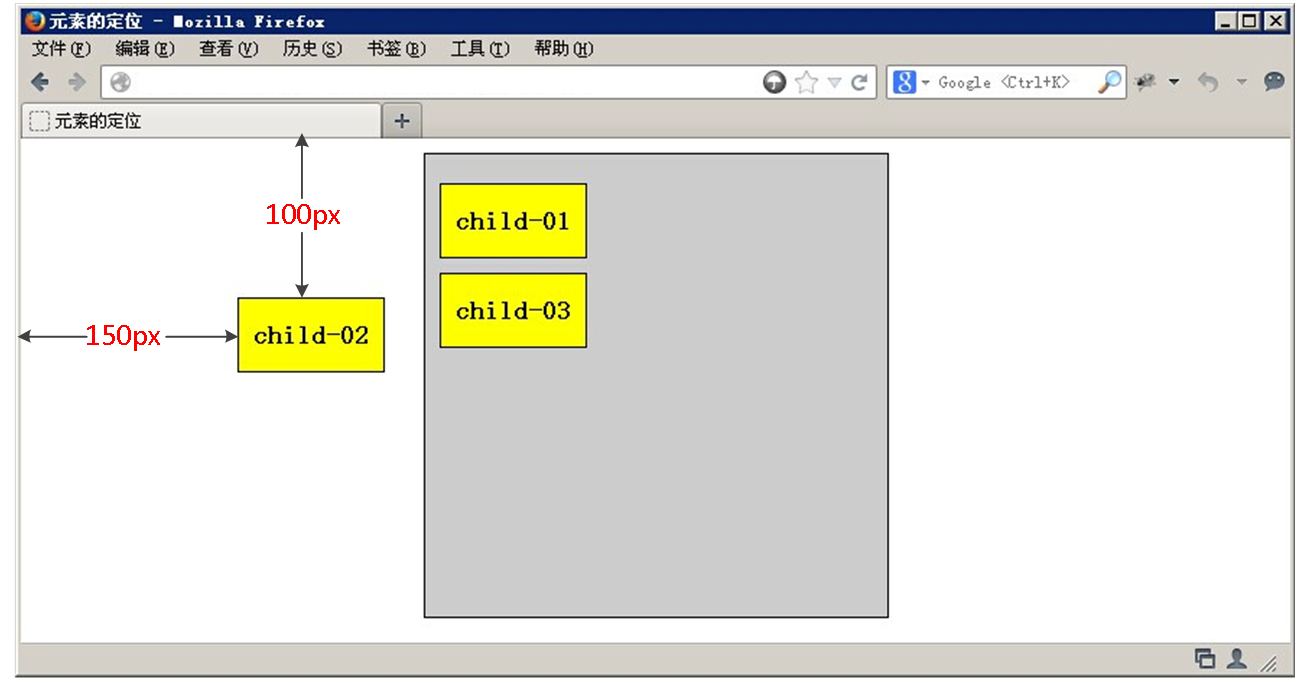 元素的定位 - Mozilla Firefox
文件(F) 编辑(E) 查看(V) 历史(S) 书签(B) 工具(T) 帮助(H)
8 Google <Ctrl+K>
元素的定位 +
100px
child-01
child-03
150px
child-02